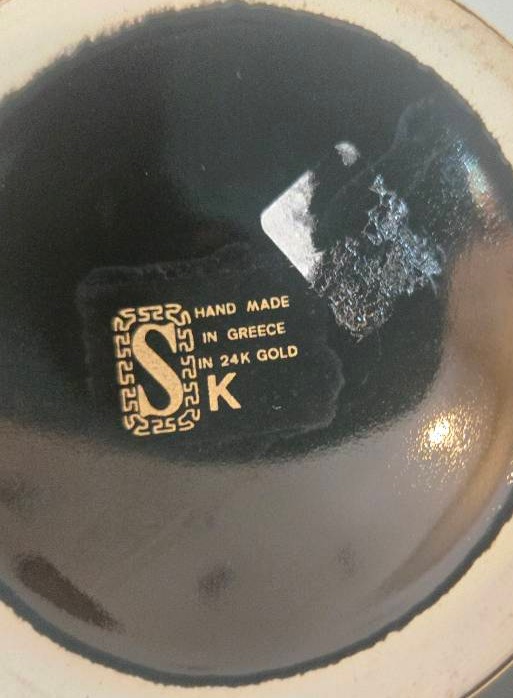 S
HAND MADE
IN GREECE
IN 24K GOLD
K